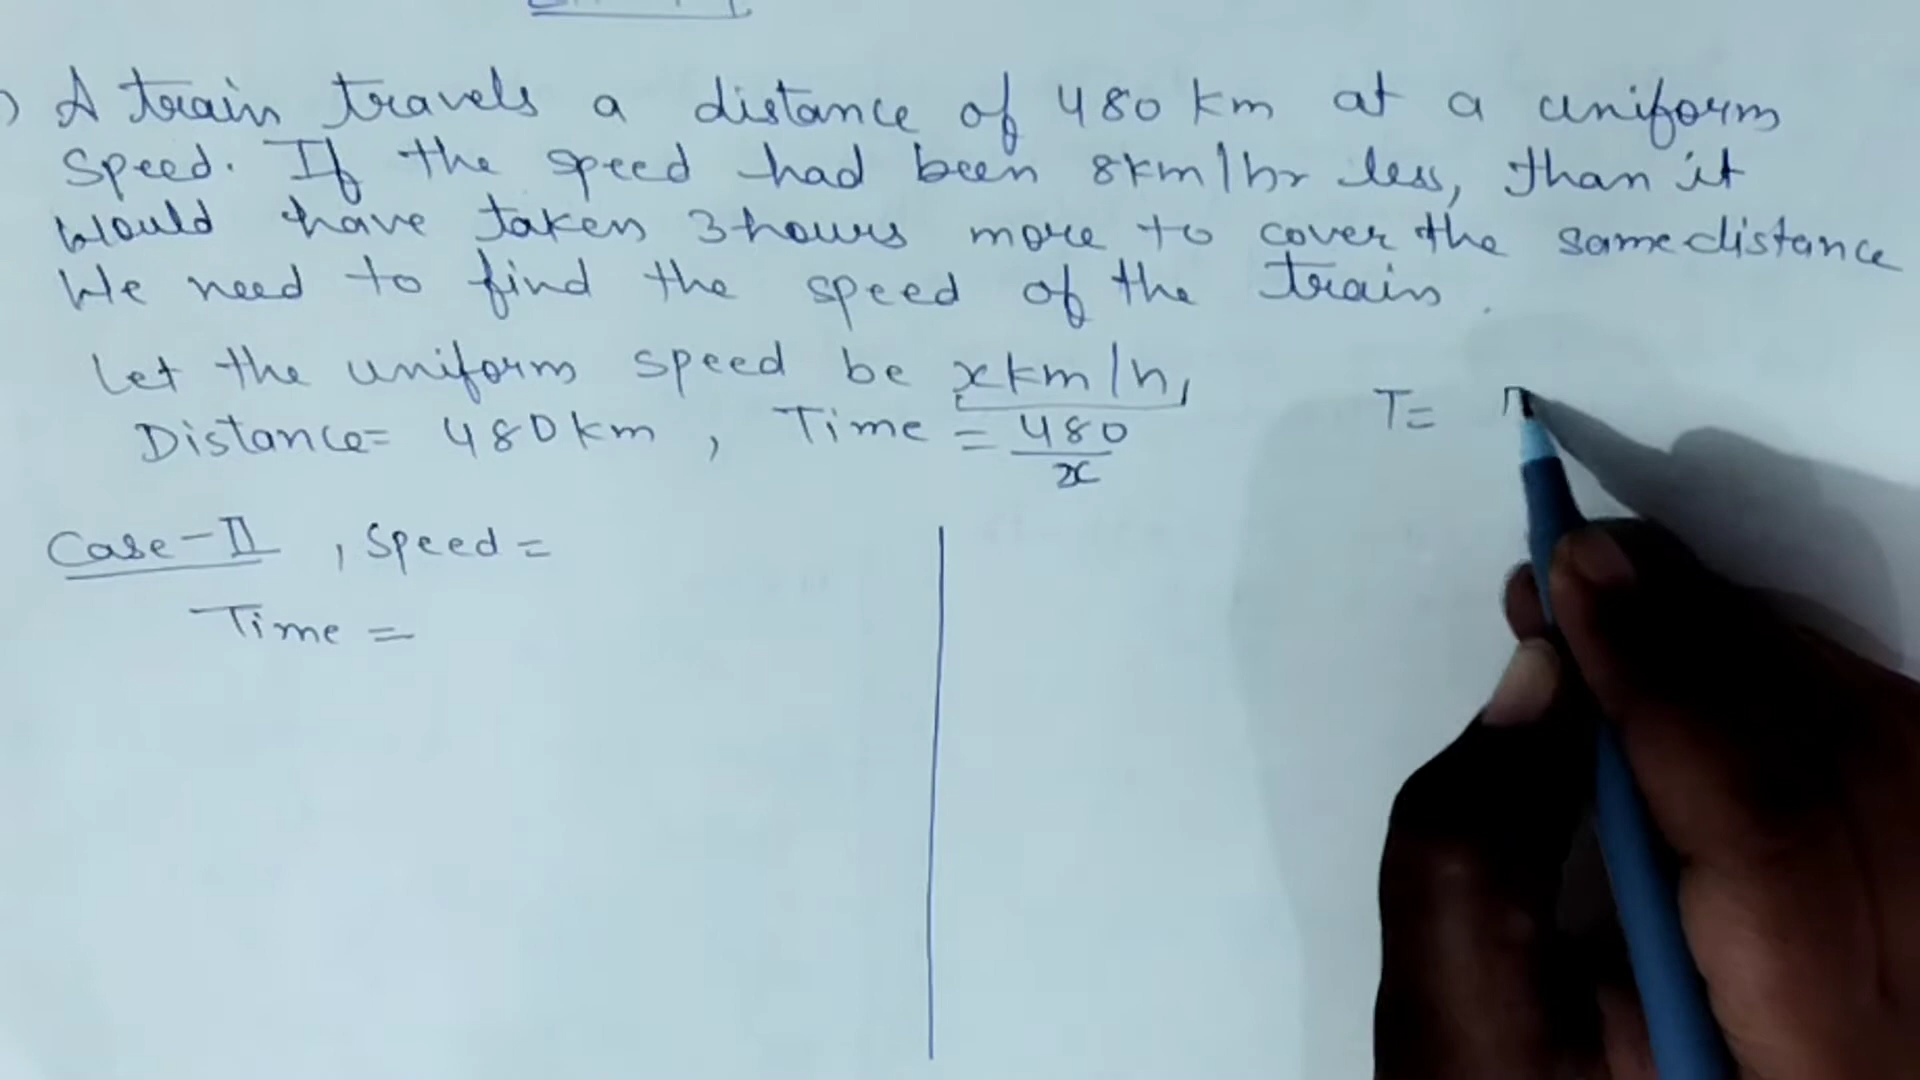 A train travels a distance of 480 km at a uniform
speed. If the speed had been 8km/hr less, than it
would have taken 3 hours more to cover the same distance
We need to find the speed of the train.
Let the uniform speed be x km/h,
T=
Distance = 480 km, Time = 480/x
Case-II, Speed =
Time =